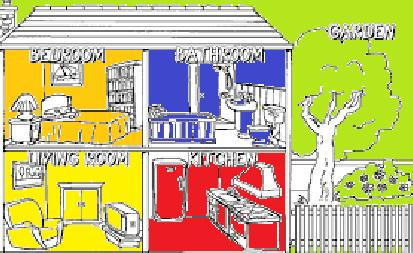 GARDEN
BEDROOM
BATHROOM
LIVING ROOM
KITCHEN